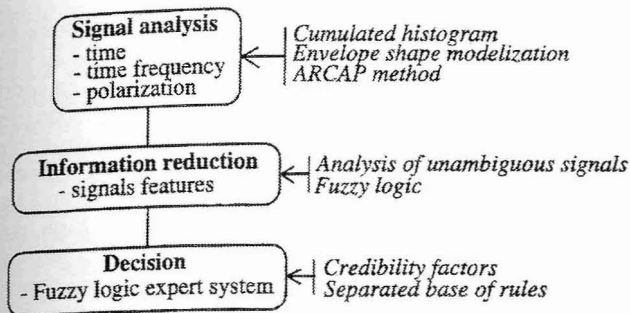 Signal analysis
- time
- time frequency
- polarization
Cumulated histogram
Envelope shape modelization
ARCAP method
Information reduction
- signals features
Analysis of unambiguous signals
Fuzzy logic
Decision
- Fuzzy logic expert system
Credibility factors
Separated base of rules